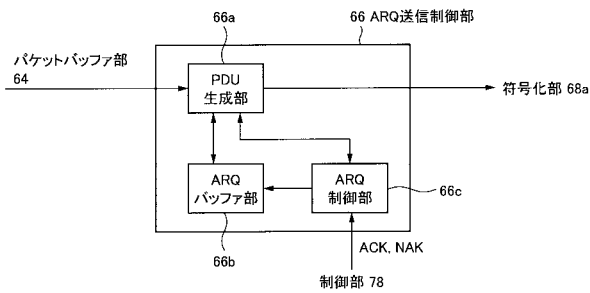 66a
66 ARQ送信制御部
パケットバッファ部
64
PDU
生成部
符号化部 68a
ARQ
バッファ部
ARQ
制御部
66c
66b
ACK, NAK
制御部 78